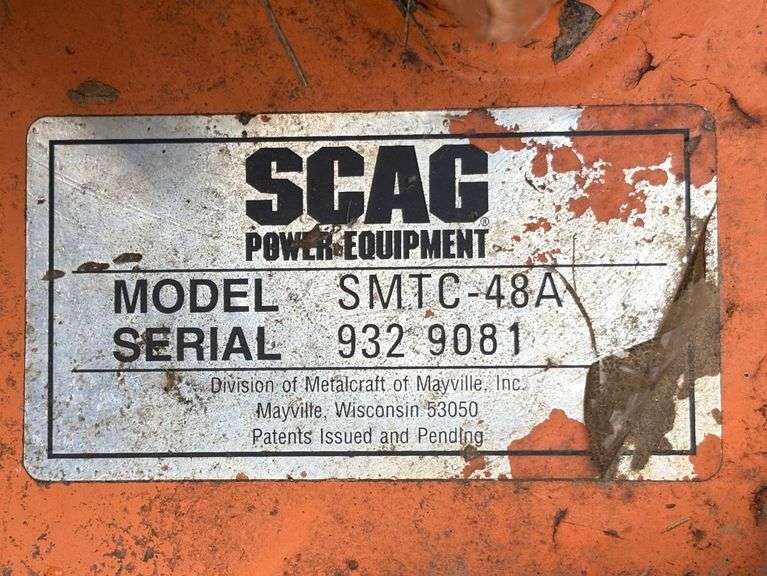 SCAG®
POWER EQUIPMENT
MODEL SMTC-48A
SERIAL 932 9081
Division of Metalcraft of Mayville, Inc.
Mayville, Wisconsin 53050
Patents Issued and Pending